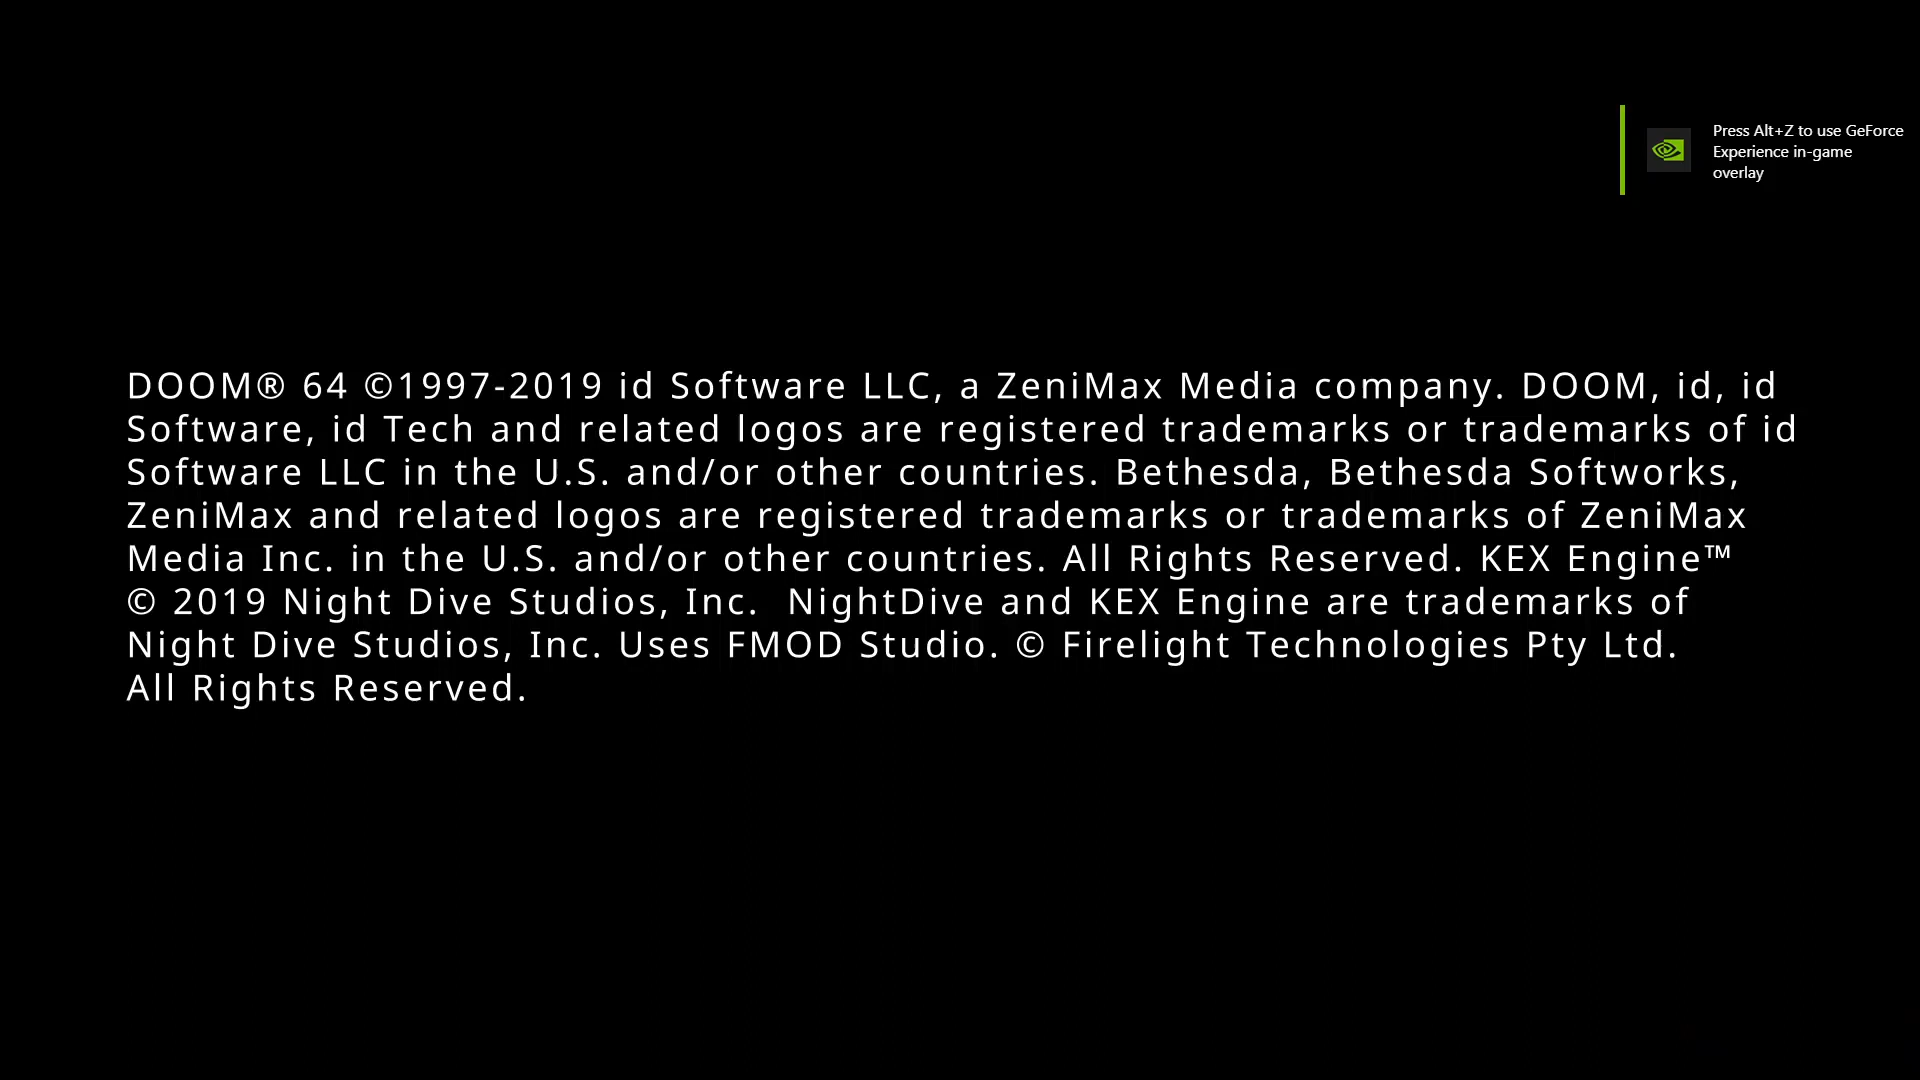 Press Alt+Z to use GeForce
Experience in-game
overlay
DOOM® 64 ©1997-2019 id Software LLC, a ZeniMax Media company. DOOM, id, id
Software, id Tech and related logos are registered trademarks or trademarks of id
Software LLC in the U.S. and/or other countries. Bethesda, Bethesda Softworks,
ZeniMax and related logos are registered trademarks or trademarks of ZeniMax
Media Inc. in the U.S. and/or other countries. All Rights Reserved. KEX Engine™
© 2019 Night Dive Studios, Inc.  NightDive and KEX Engine are trademarks of
Night Dive Studios, Inc. Uses FMOD Studio. © Firelight Technologies Pty Ltd.
All Rights Reserved.